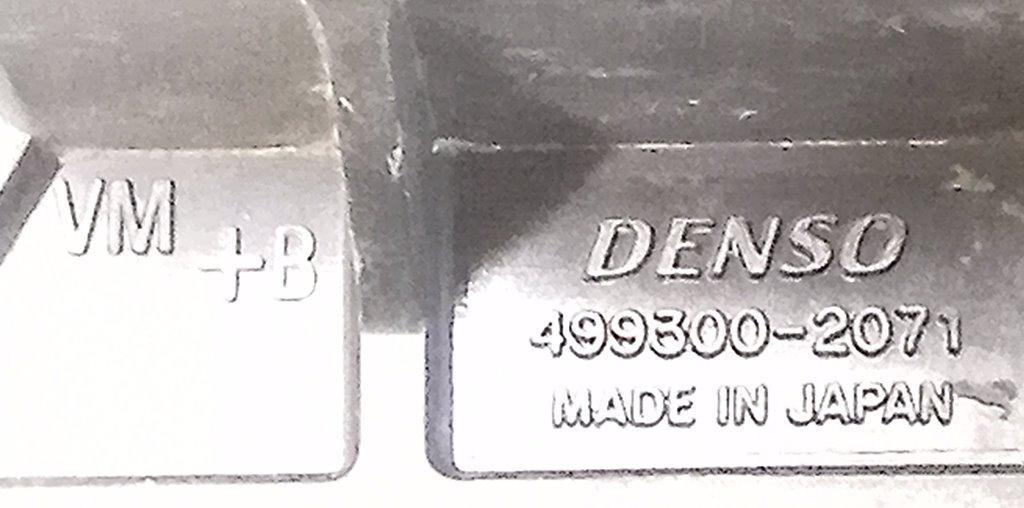 VM
+B
DENSO
499300-2071
MADE IN JAPAN